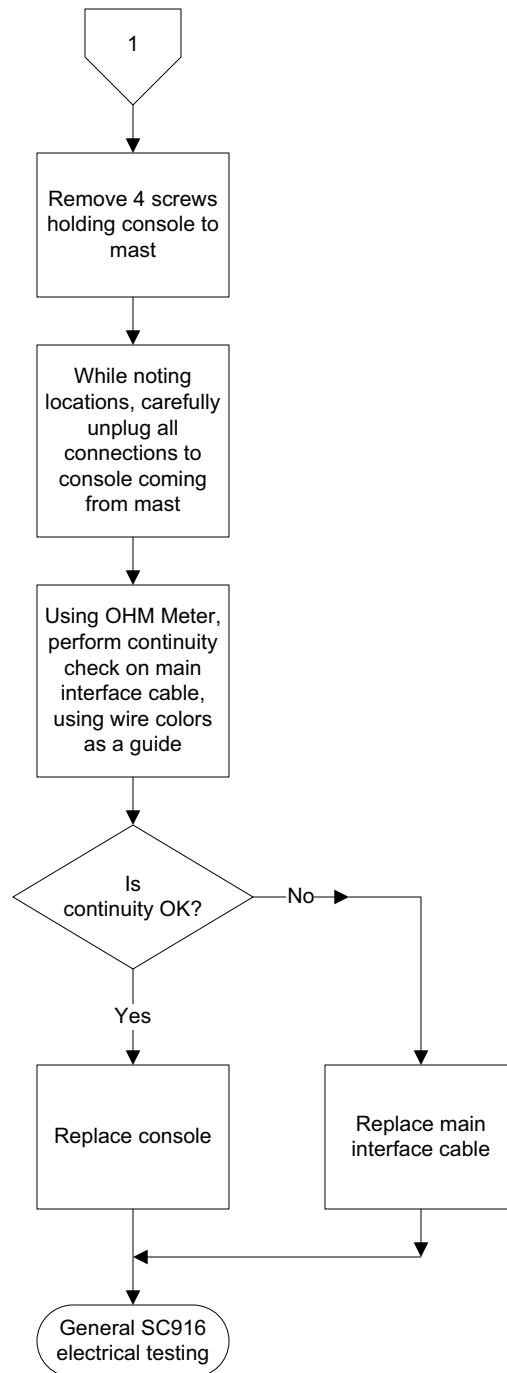 1
Remove 4 screws
holding console to
mast
While noting
locations, carefully
unplug all
connections to
console coming
from mast
Using OHM Meter,
perform continuity
check on main
interface cable,
using wire colors
as a guide
Is
continuity OK?
No
Yes
Replace console
Replace main
interface cable
General SC916
electrical testing